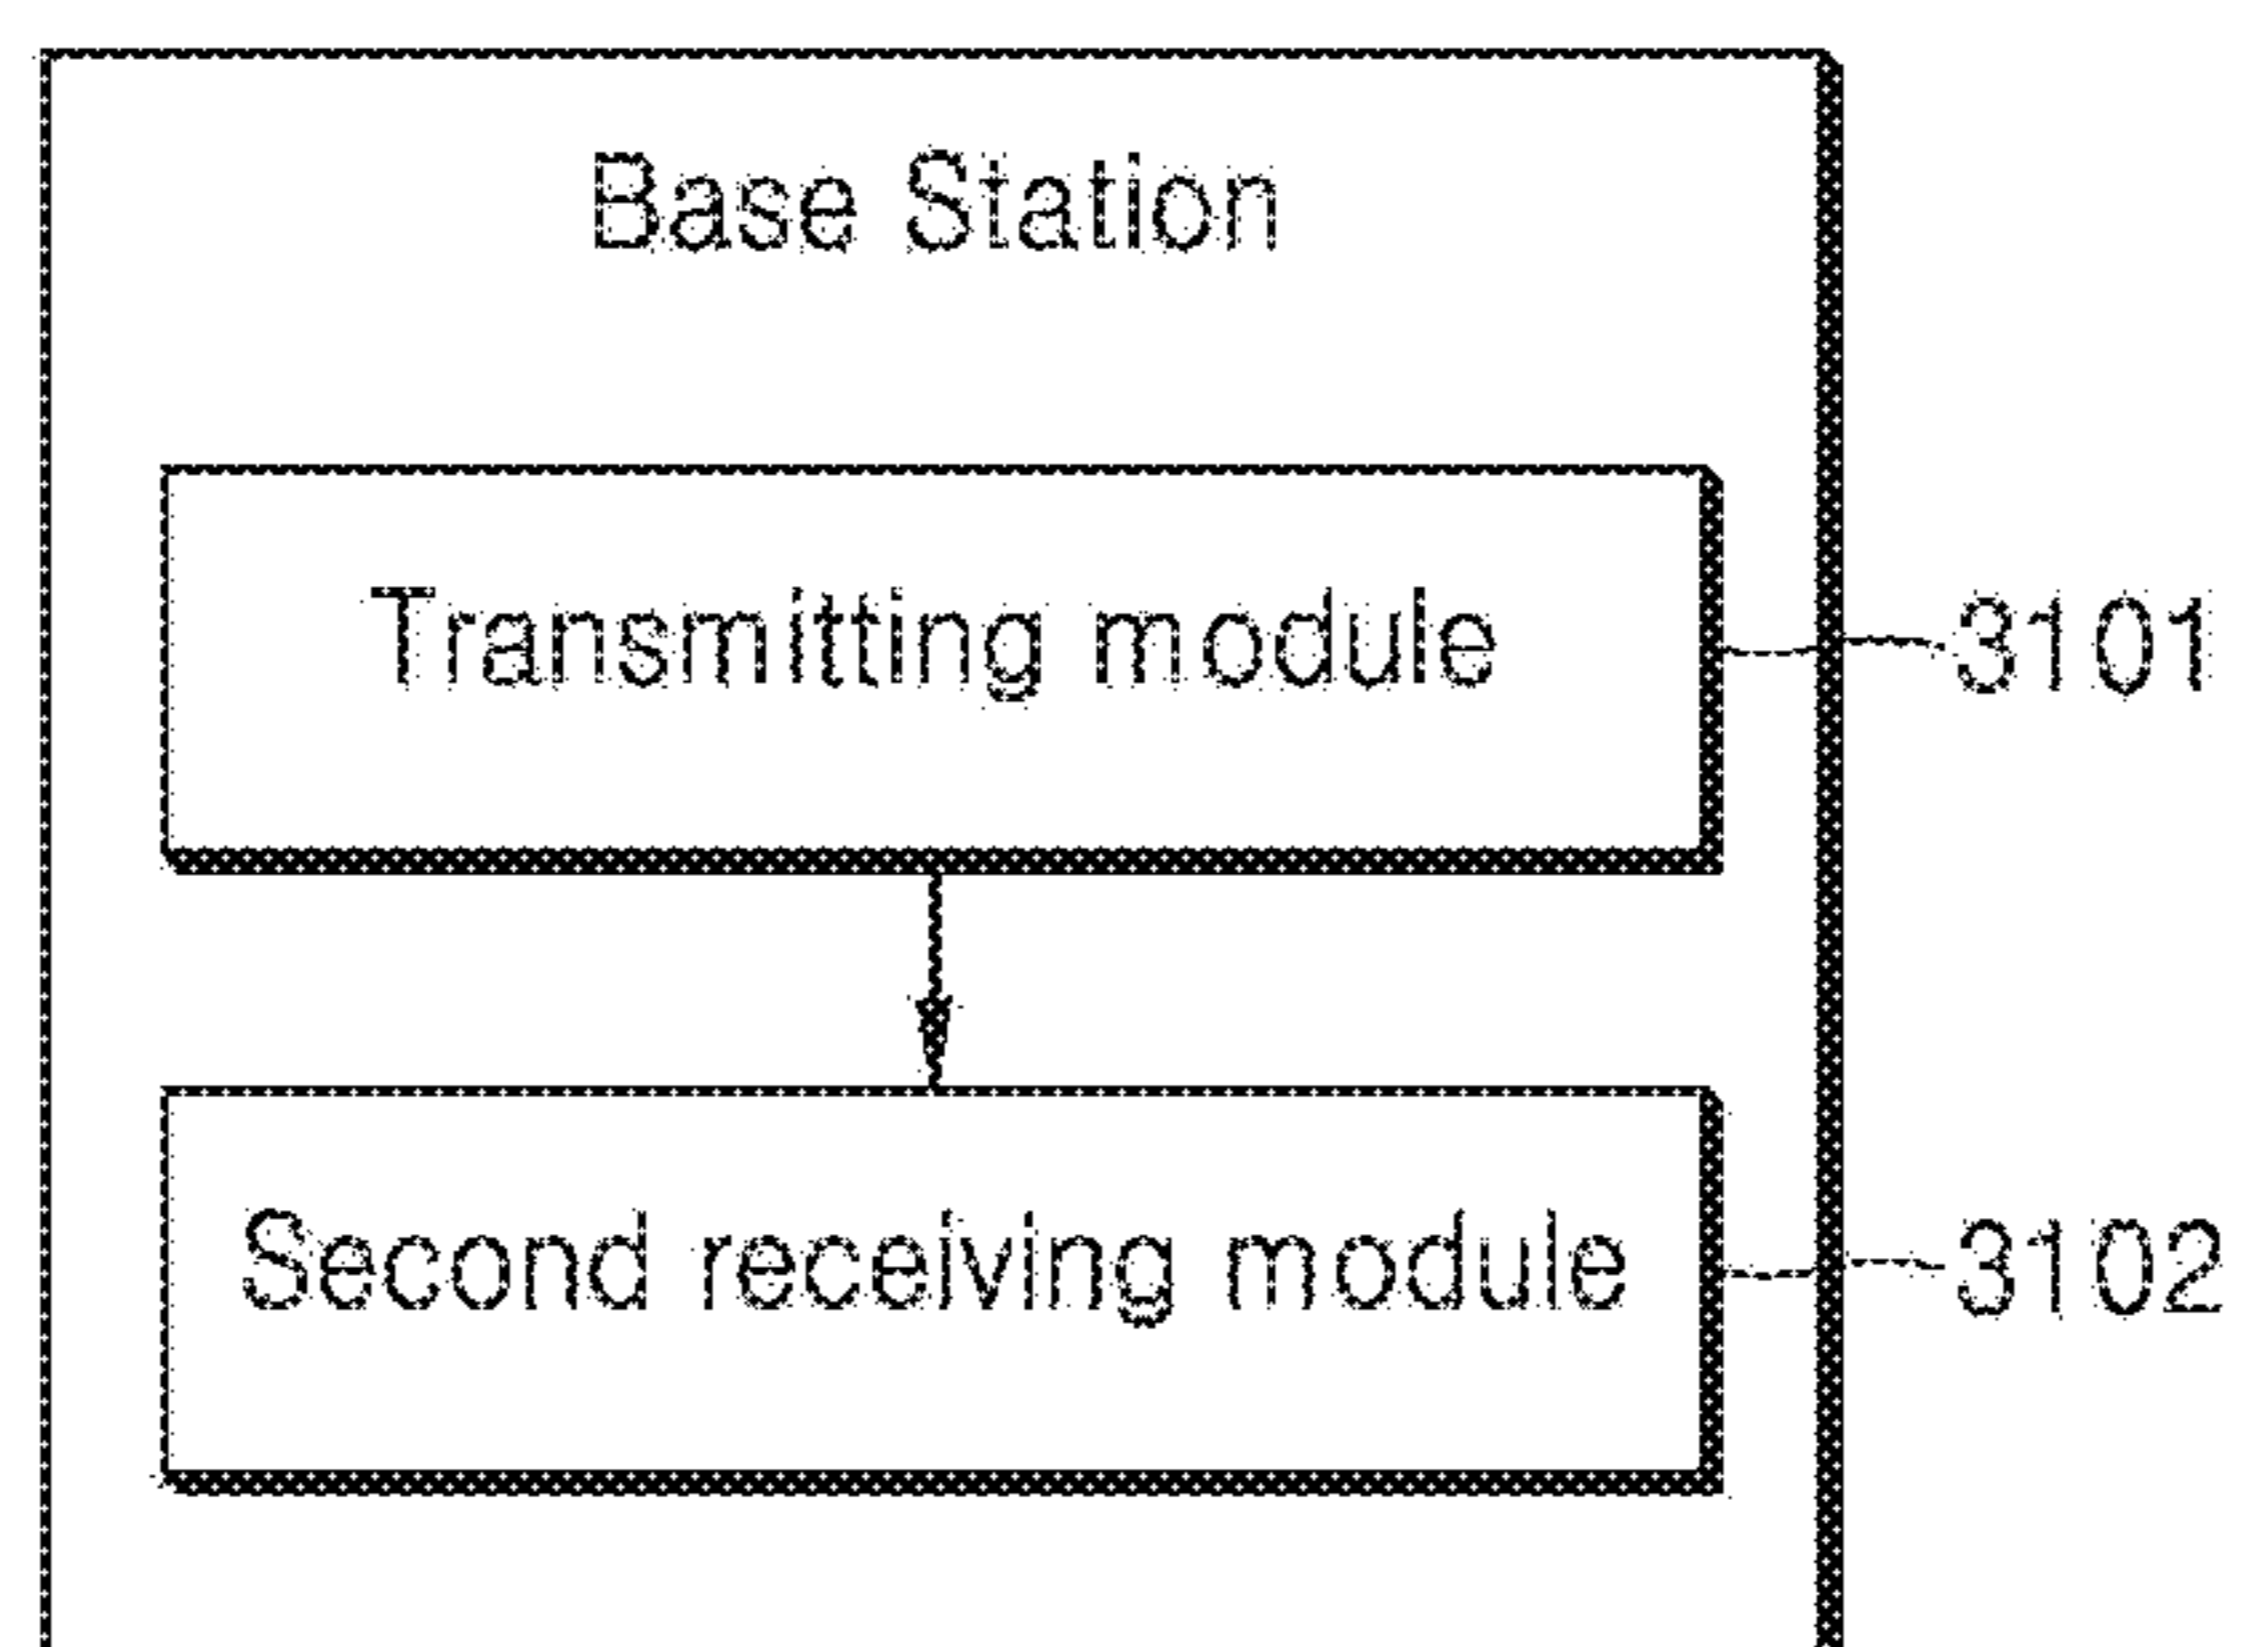 Base Station
Transmitting module
3101
Second receiving module
3102